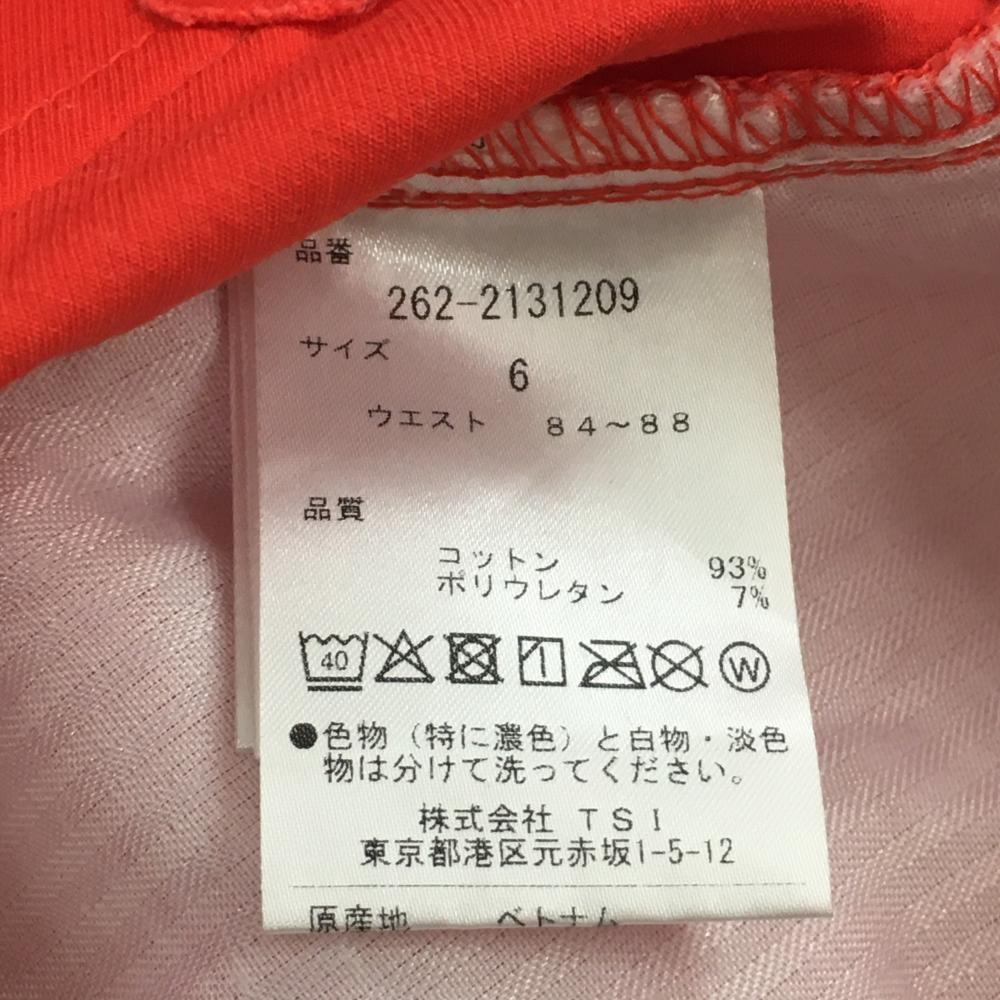 品番
262-2131209
サイズ
6
ウエスト 84～88
品質
コットン 93%
ポリウレタン 7%
40 W
●色物（特に濃色）と白物・淡色
物は分けて洗ってください。
株式会社 TSI
東京都港区元赤坂1-5-12
原産地 ベトナム